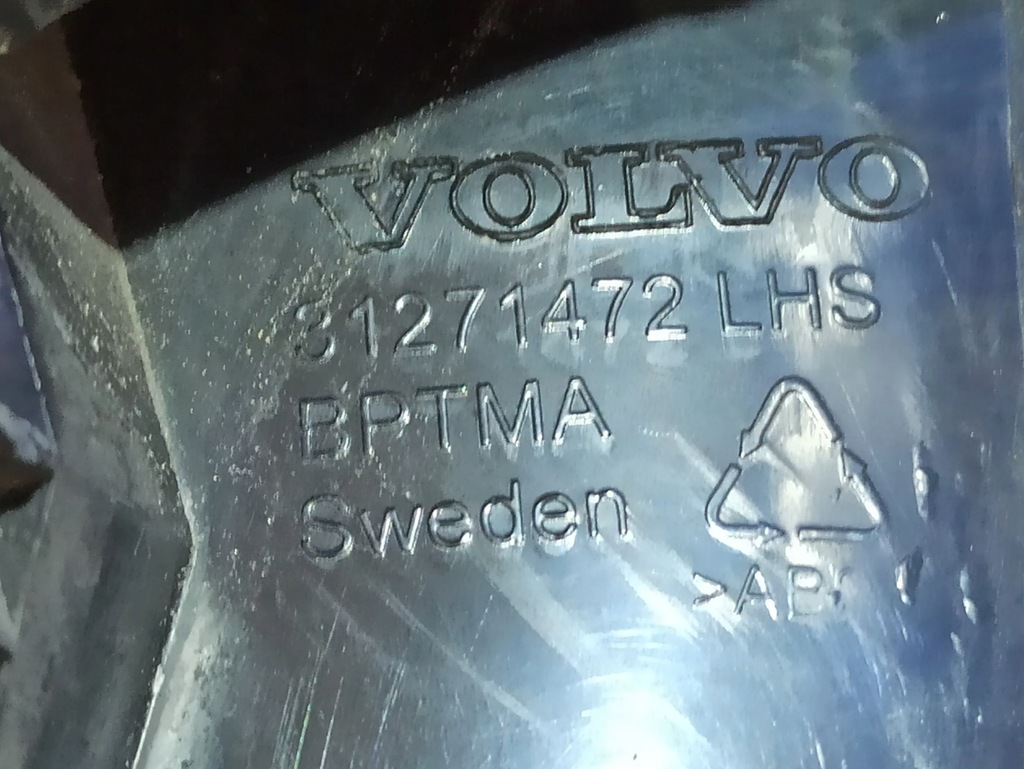 VOLVO
31271472 LHS
BPTMA
Sweden